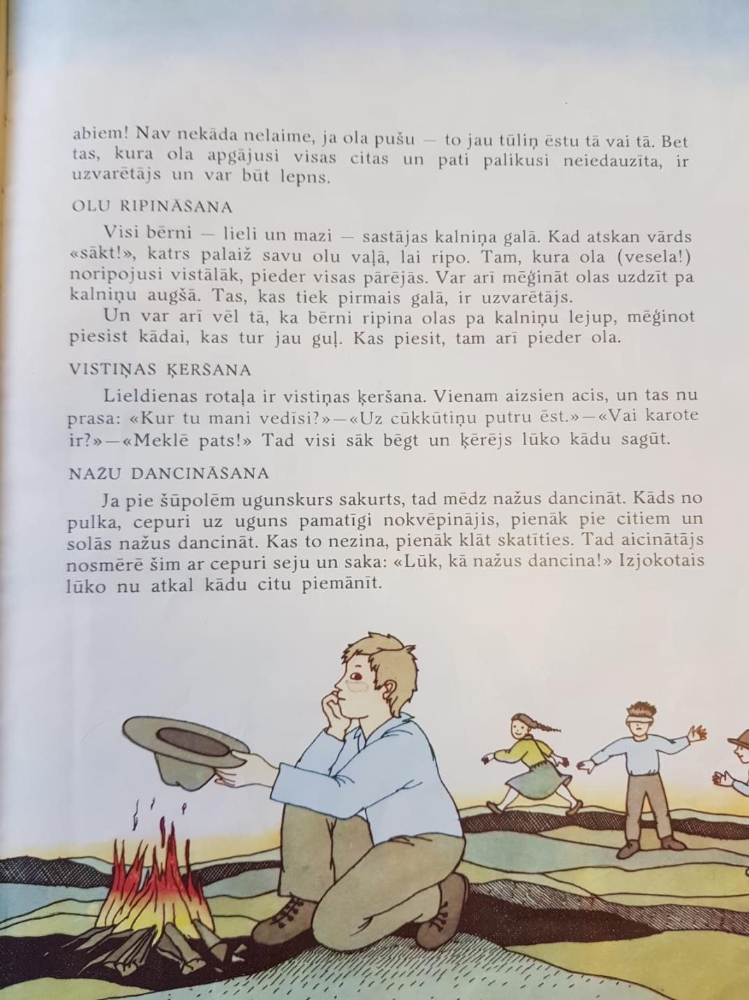 abiem! Nav nekāda nelaime, ja ola pušu — to jau tūliņ ēstu tā vai tā. Bet
tas, kura ola apgājusi visas citas un pati palikusi neiedauzīta, ir
uzvarētājs un var būt lepns.
OLU RIPINĀŠANA
Visi bērni — lieli un mazi — sastājas kalniņa galā. Kad atskan vārds
«sākt!», katrs palaiž savu olu vaļā, lai ripo. Tam, kura ola (vesela!)
noripojusi vistālāk, pieder visas pārējās. Var arī mēģināt olas uzdzīt pa
kalniņu augšā. Tas, kas tiek pirmais galā, ir uzvarētājs.
Un var arī vēl tā, ka bērni ripina olas pa kalniņu lejup, mēģinot
piesist kādai, kas tur jau guļ. Kas piesit, tam arī pieder ola.
VISTIŅAS ĶERŠANA
Lieldienas rotaļa ir vistiņas ķeršana. Vienam aizsien acis, un tas nu
prasa: «Kur tu mani vedīsi?»—«Uz cūkkūtiņu putru ēst.»—«Vai karote
ir?»—«Meklē pats!» Tad visi sāk bēgt un ķērējs lūko kādu sagūt.
NAŽU DANCINĀŠANA
Ja pie šūpolēm ugunskurs sakurts, tad mēdz nažus dancināt. Kāds no
pulka, cepuri uz uguns pamatīgi nokvēpinājis, pienāk pie citiem un
solās nažus dancināt. Kas to nezina, pienāk klāt skatīties. Tad aicinātājs
nosmērē šim ar cepuri seju un saka: «Lūk, kā nažus dancina!» Izjokotais
lūko nu atkal kādu citu piemānīt.